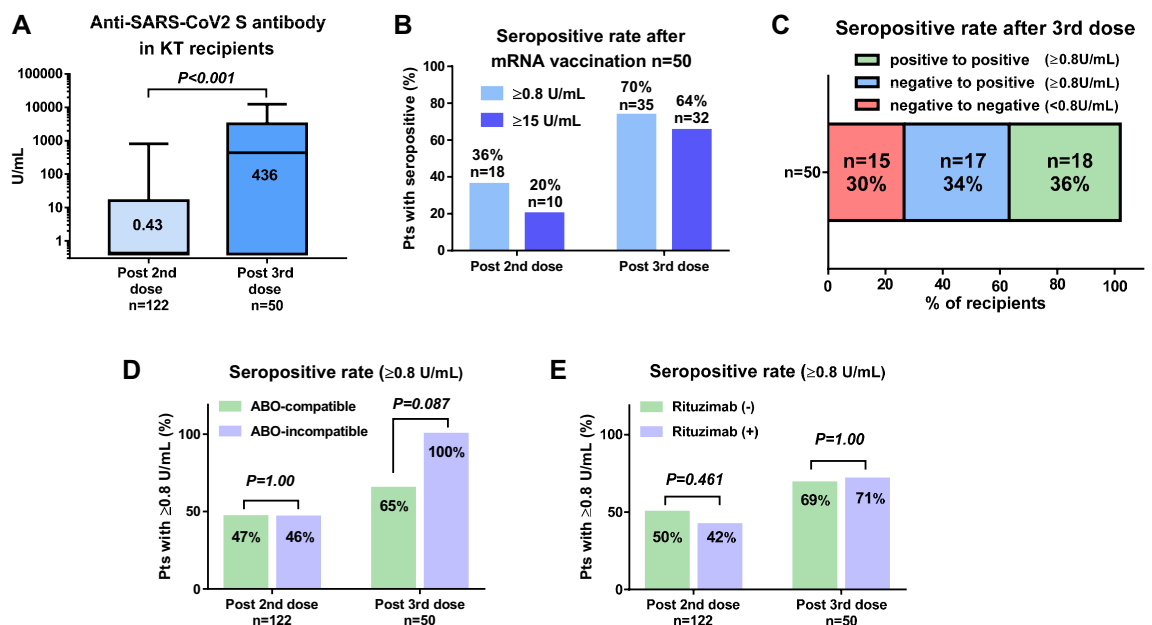 A
Anti-SARS-CoV2 S antibody
in KT recipients
P<0.001
U/mL
100000
10000
1000
100
10
1
0.43
436
Post 2nd
dose
n=122
Post 3rd
dose
n=50
B
Seropositive rate after
mRNA vaccination n=50
Pts with seropositive (%)
100
80
60
40
20
0
≥0.8 U/mL
≥15 U/mL
36%
n=18
20%
n=10
70%
n=35
64%
n=32
Post 2nd dose
Post 3rd dose
C
Seropositive rate after 3rd dose
positive to positive (≥0.8U/mL)
negative to positive (≥0.8U/mL)
negative to negative (<0.8U/mL)
n=50
n=15
30%
n=17
34%
n=18
36%
0 20 40 60 80 100
% of recipients
D
Seropositive rate (≥0.8 U/mL)
ABO-compatible
ABO-incompatible
Pts with ≥0.8 U/mL (%)
100
50
0
P=1.00
P=0.087
47%
46%
65%
100%
Post 2nd dose
n=122
Post 3rd dose
n=50
E
Seropositive rate (≥0.8 U/mL)
Rituzimab (-)
Rituzimab (+)
Pts with ≥0.8 U/mL (%)
100
50
0
P=0.461
P=1.00
50%
42%
69%
71%
Post 2nd dose
n=122
Post 3rd dose
n=50